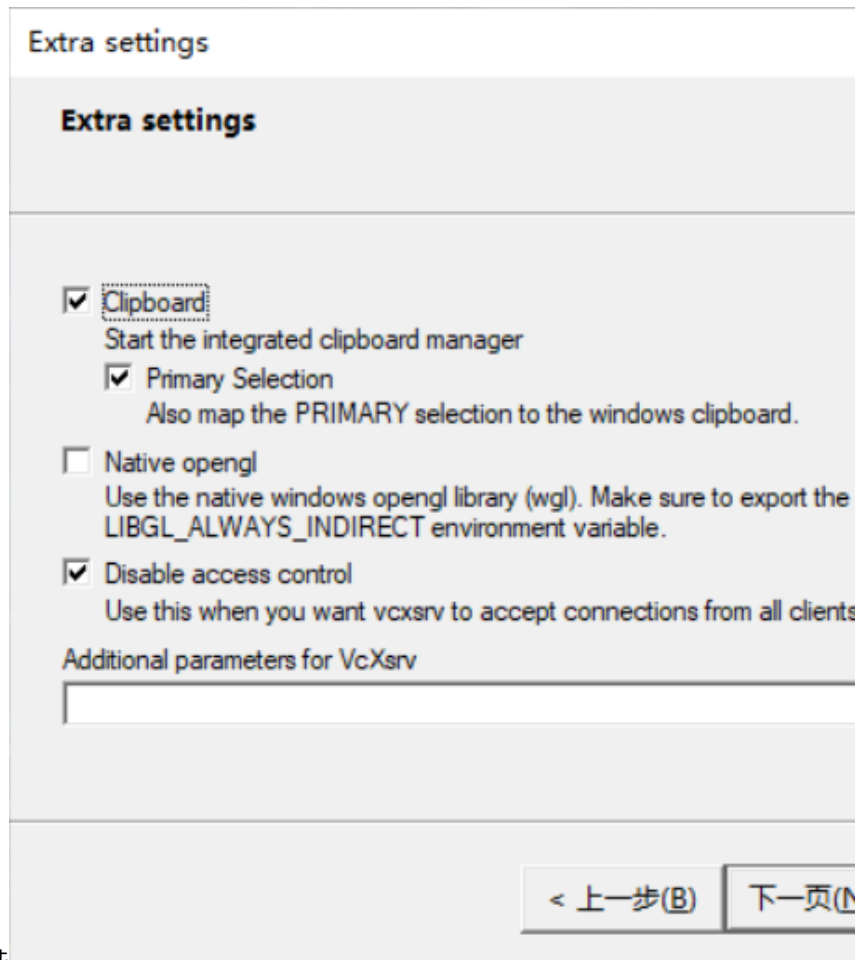 Extra settings
Extra settings
Clipboard
Start the integrated clipboard manager
Primary Selection
Also map the PRIMARY selection to the windows clipboard.
Native opengl
Use the native windows opengl library (wgl). Make sure to export the
LIBGL_ALWAYS_INDIRECT environment variable.
Disable access control
Use this when you want vcxsrv to accept connections from all clients
Additional parameters for VcXsrv
< 上一步(B) 下一页(N